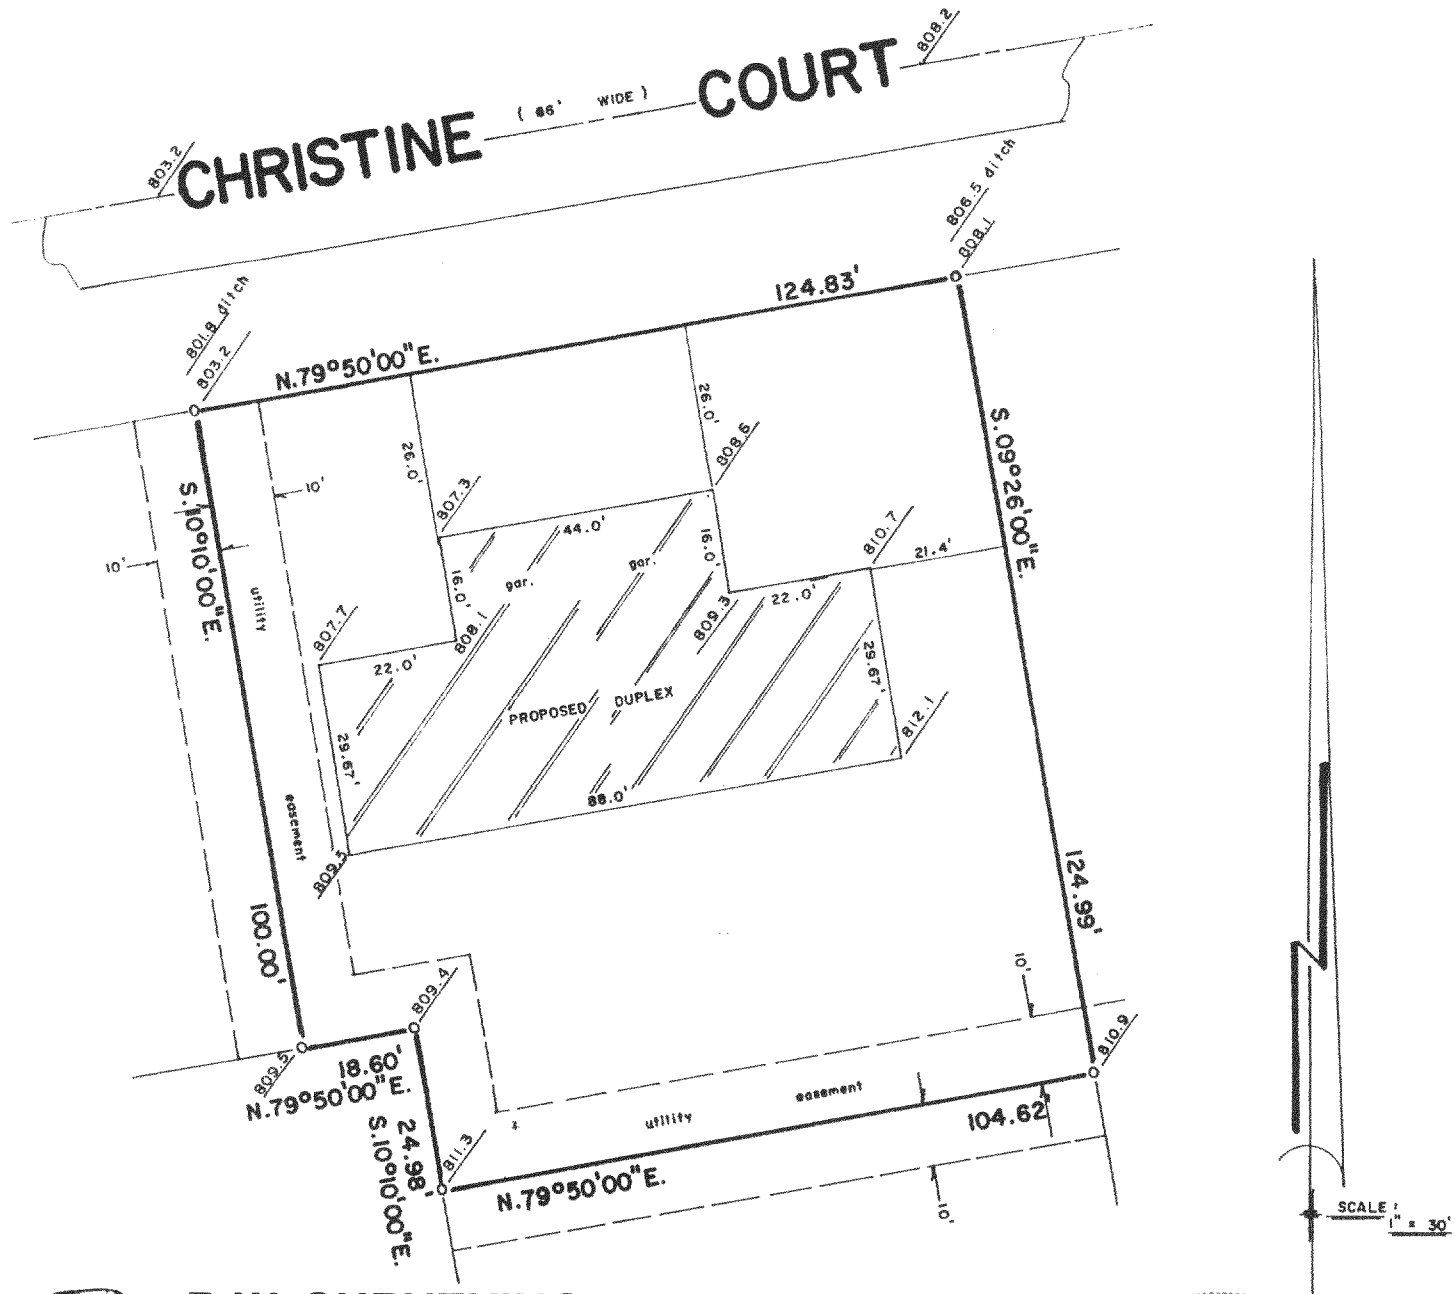 808.2
CHRISTINE ( 66' WIDE ) COURT
803.2
806.5 ditch
808.1
801.8 ditch
803.2
N.79°50'00"E.
124.83'
26.0'
26.0'
S.10°10'00"E.
10'
10'
utility
easement
100.00'
S.09°26'00"E.
124.99'
807.3
808.6
44.0'
16.0'
16.0'
gar.
gar.
810.7
21.4'
807.7
22.0'
808.1
809.3
22.0'
29.67'
29.67'
PROPOSED DUPLEX
812.1
88.0'
809.5
809.4
10'
810.9
809.5
18.60'
N.79°50'00"E.
24.98'
S.10°10'00"E.
811.3
utility easement
104.62'
N.79°50'00"E.
10'
SCALE:
1" = 30'